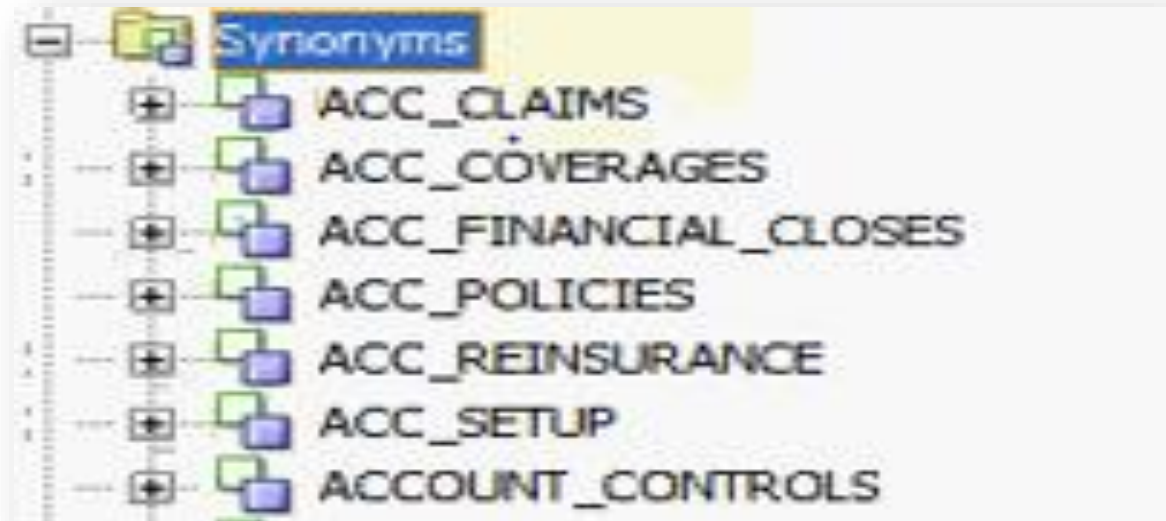 Synonyms
ACC_CLAIMS
ACC_COVERAGES
ACC_FINANCIAL_CLOSES
ACC_POLICIES
ACC_REINSURANCE
ACC_SETUP
ACCOUNT_CONTROLS